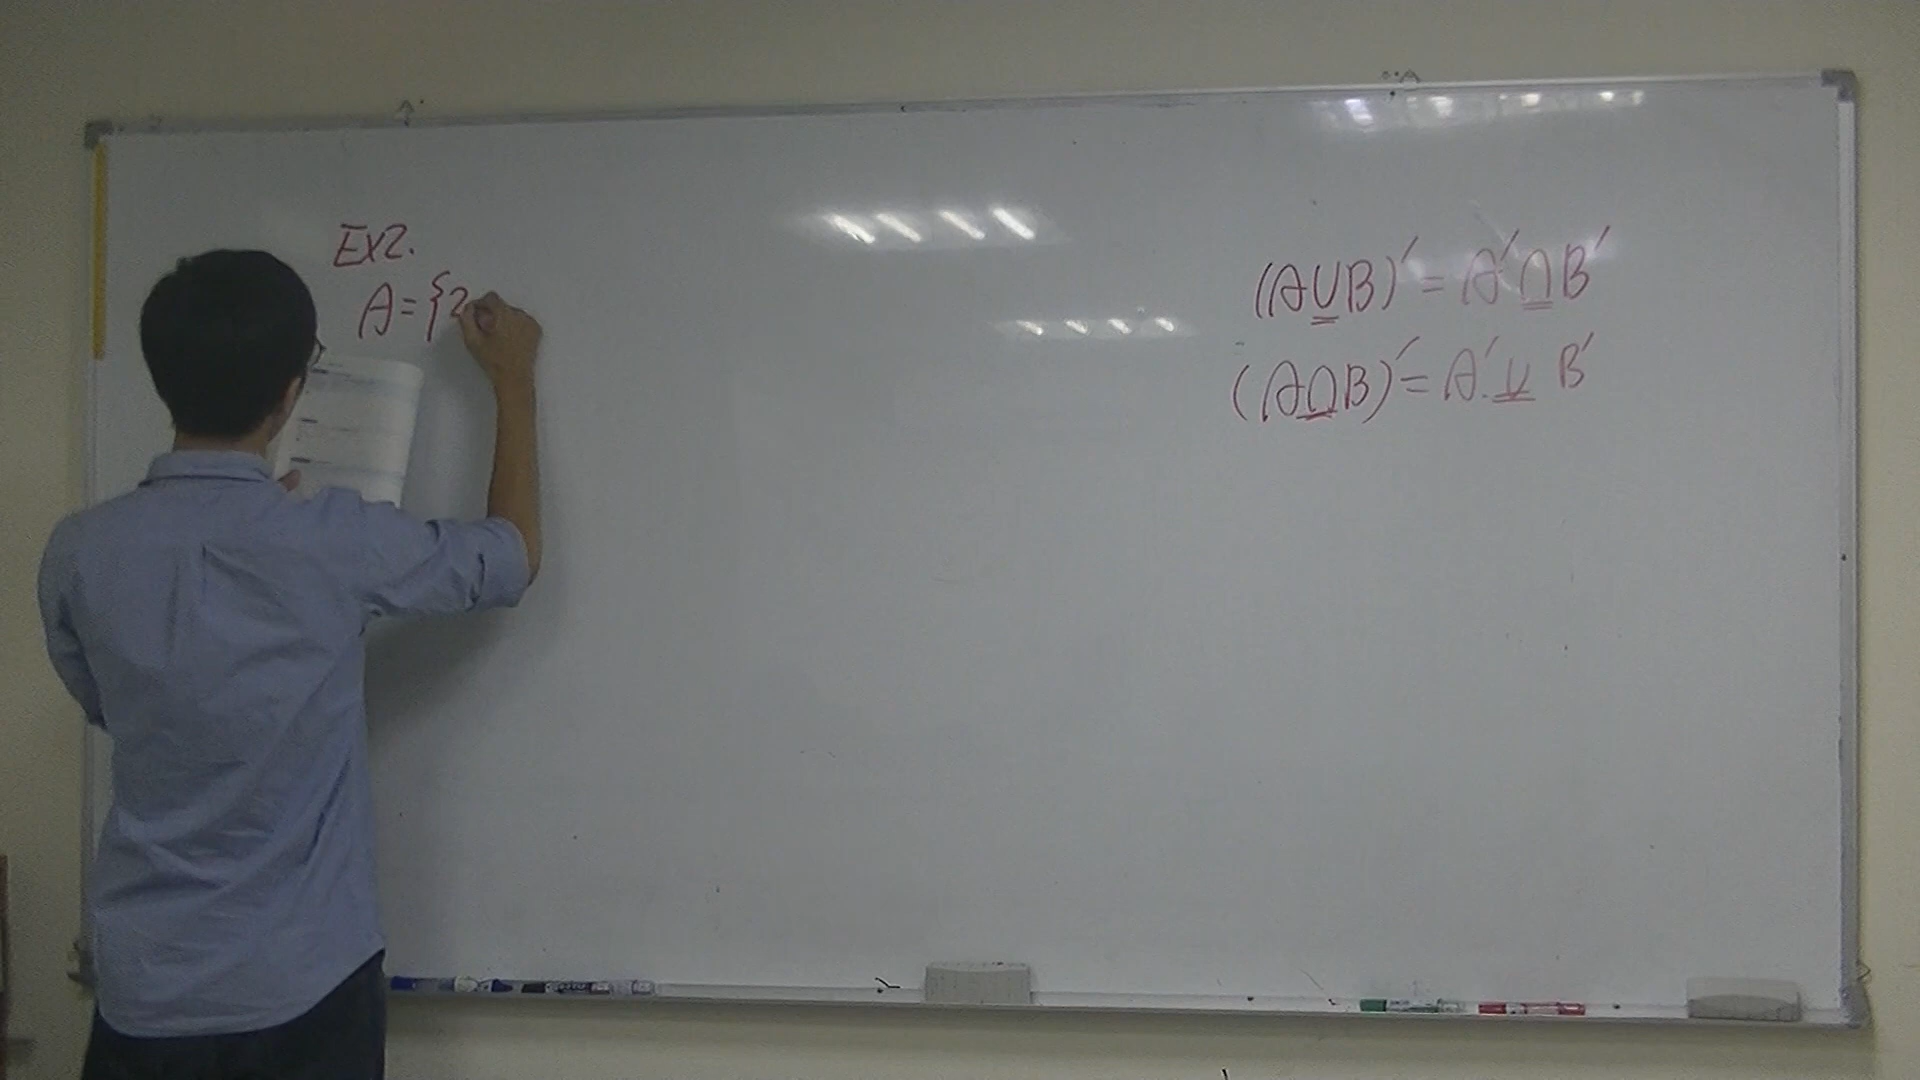 Ex2.
A = {2
(A∪B)′ = A′∩B′
(A∩B)′ = A′∪B′